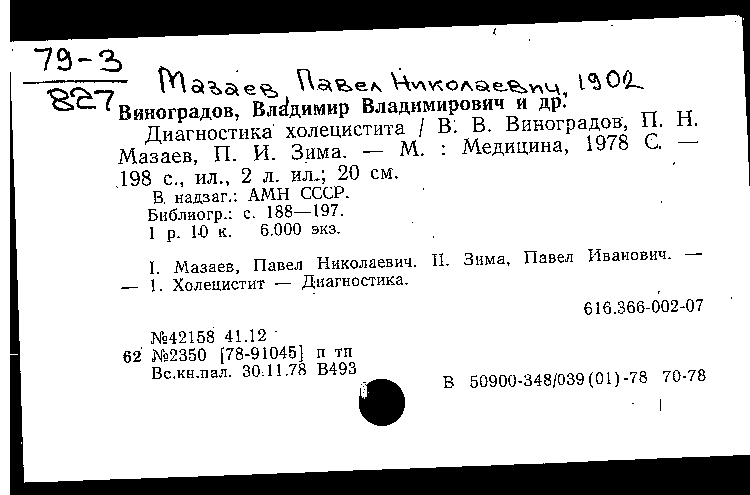 79-3
827
Мазаев, Павел Николаевич, 1902
Виноградов, Владимир Владимирович и др.
Диагностика холецистита / В. В. Виноградов, П. Н.
Мазаев, П. И. Зима. — М. : Медицина, 1978 С. —
198 с., ил., 2 л. ил.; 20 см.
В надзаг.: АМН СССР.
Библиогр.: с. 188—197.
1 р. 10 к. 6.000 экз.
I. Мазаев, Павел Николаевич. II. Зима, Павел Иванович. —
— 1. Холецистит — Диагностика.
616.366-002-07
№42158 41.12
62 №2350 [78-91045] п тп
Вс.кн.пал. 30.11.78 В493
В 50900-348/039(01)-78 70-78